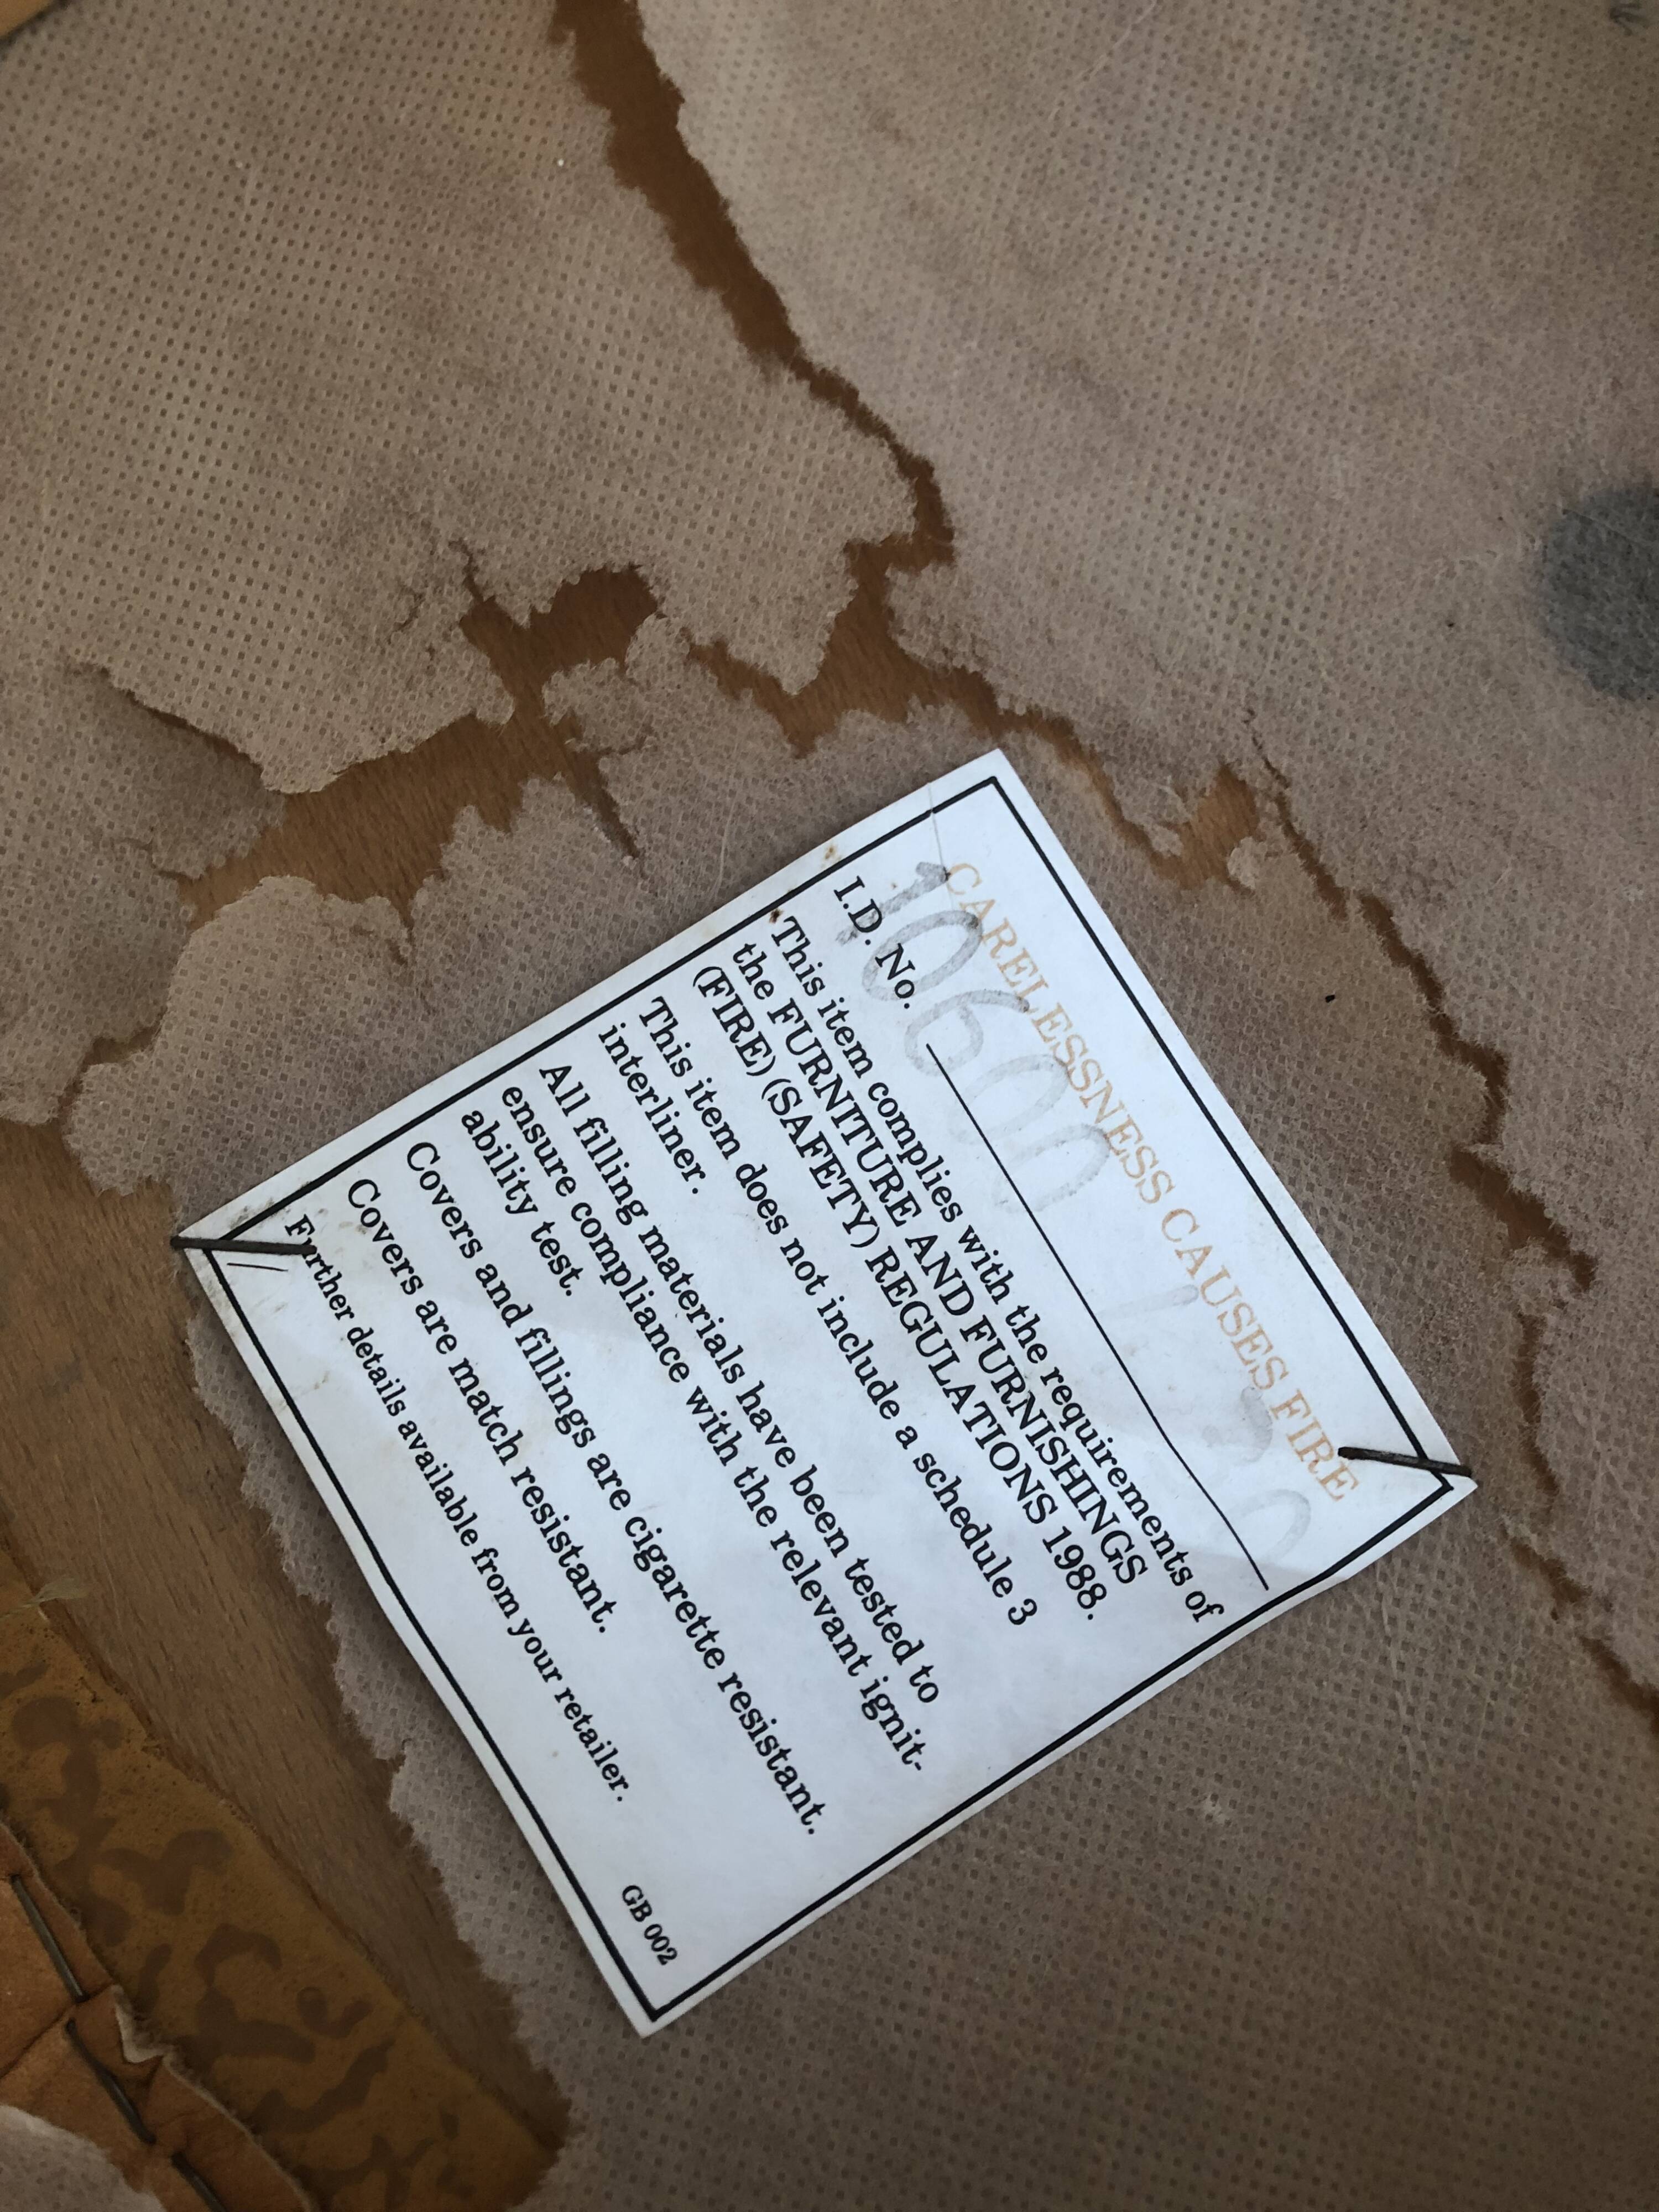 CARELESSNESS CAUSES FIRE
10600
I.D. No.
This item complies with the requirements of
the FURNITURE AND FURNISHINGS
(FIRE) (SAFETY) REGULATIONS 1988.
This item does not include a schedule 3
interliner.
All filling materials have been tested to
ensure compliance with the relevant ignit-
ability test.
Covers and fillings are cigarette resistant.
Covers are match resistant.
Further details available from your retailer.
GB 002